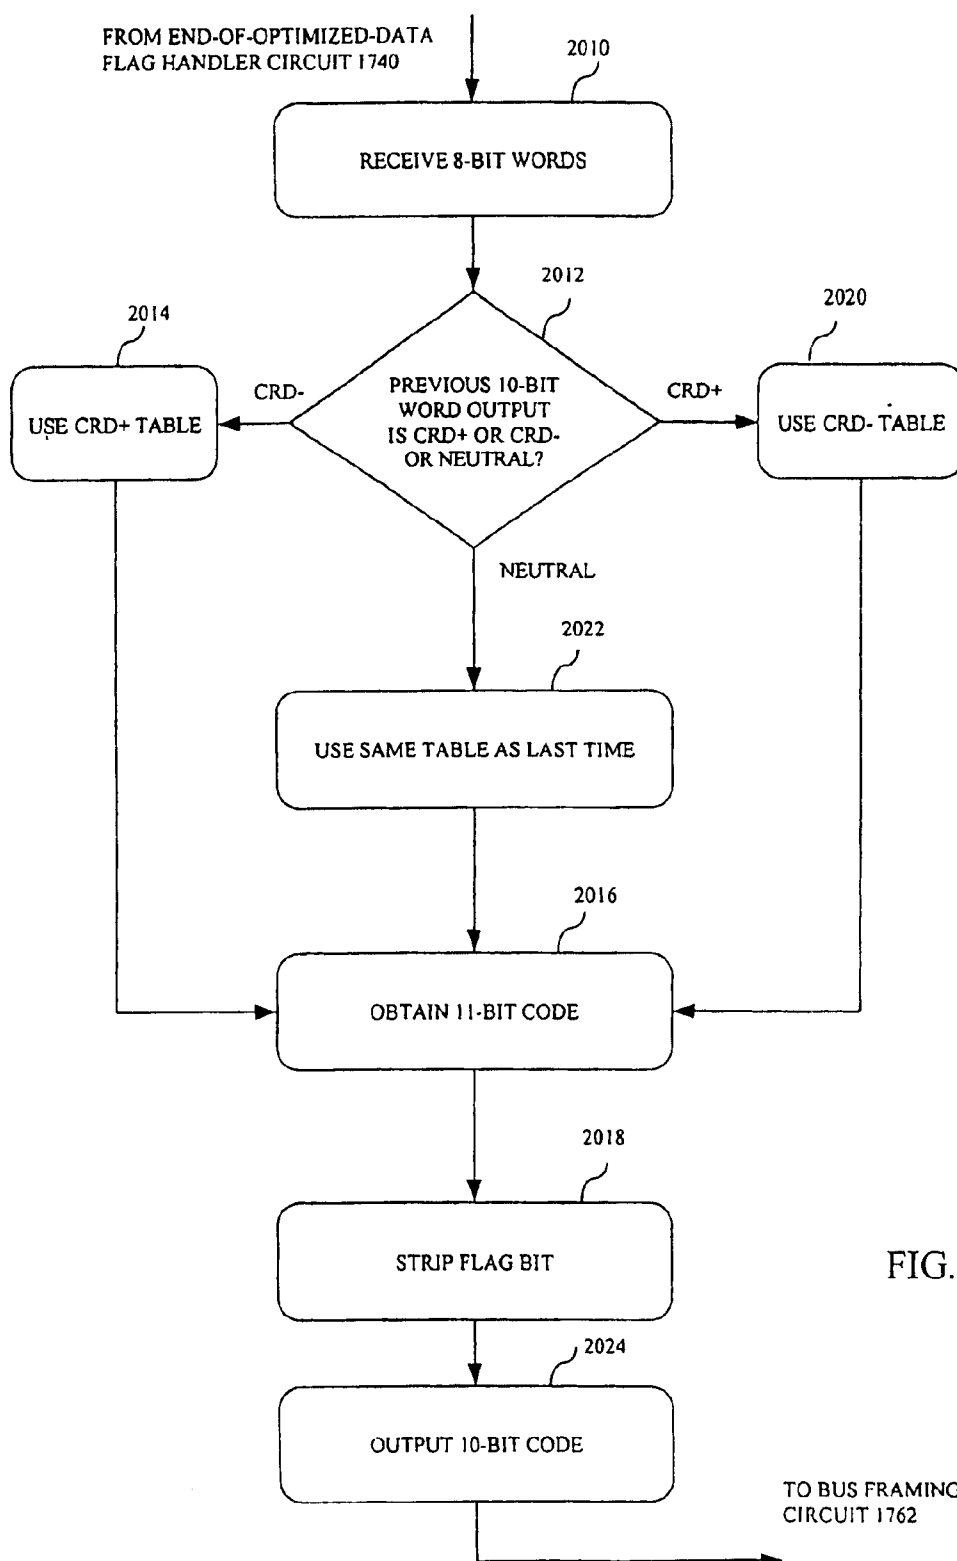 FROM END-OF-OPTIMIZED-DATA
FLAG HANDLER CIRCUIT 1740
2010
RECEIVE 8-BIT WORDS
2012
2014
2020
CRD-
PREVIOUS 10-BIT
WORD OUTPUT
IS CRD+ OR CRD-
OR NEUTRAL?
CRD+
USE CRD+ TABLE
USE CRD- TABLE
NEUTRAL
2022
USE SAME TABLE AS LAST TIME
2016
OBTAIN 11-BIT CODE
2018
STRIP FLAG BIT
FIG.
2024
OUTPUT 10-BIT CODE
TO BUS FRAMING
CIRCUIT 1762